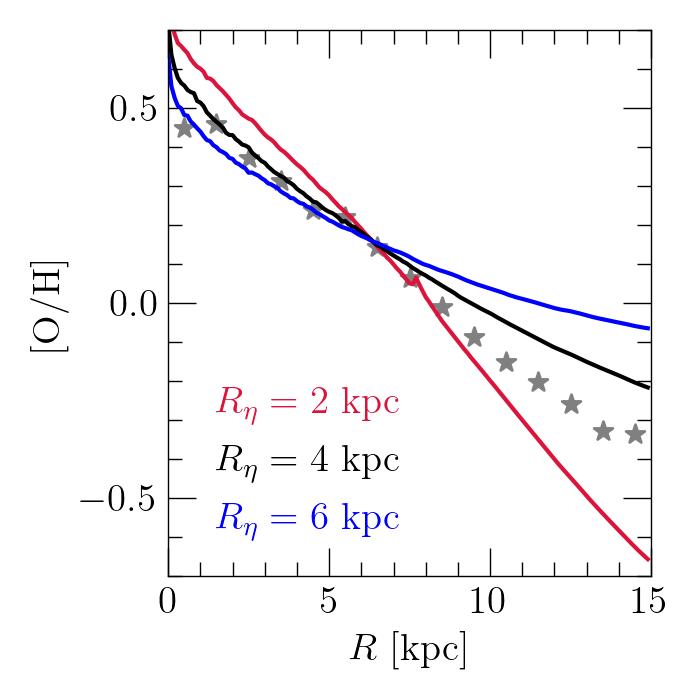 0.5
0.0
−0.5
[O/H]
R_η = 2 kpc
R_η = 4 kpc
R_η = 6 kpc
0 5 10 15
R [kpc]